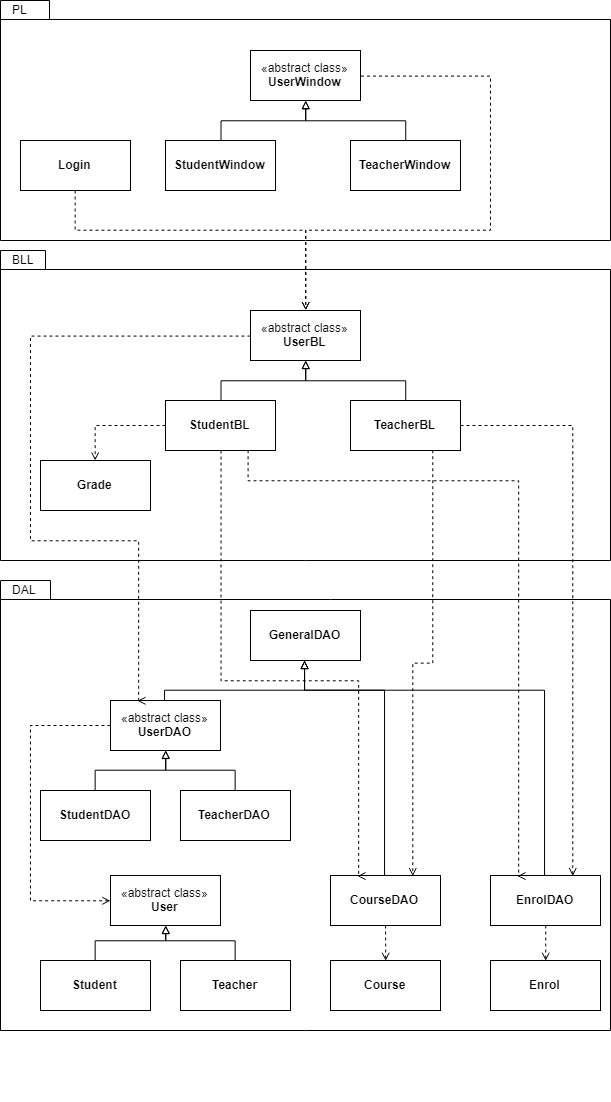 PL
«abstract class»
UserWindow
Login
StudentWindow
TeacherWindow
BLL
«abstract class»
UserBL
StudentBL
TeacherBL
Grade
DAL
GeneralDAO
«abstract class»
UserDAO
StudentDAO
TeacherDAO
«abstract class»
User
CourseDAO
EnrolDAO
Student
Teacher
Course
Enrol